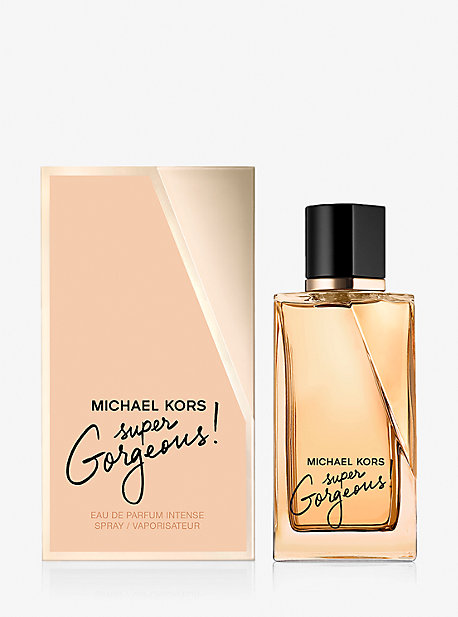 MICHAEL KORS
super
Gorgeous!
EAU DE PARFUM INTENSE
SPRAY / VAPORISATEUR
MICHAEL KORS
super
Gorgeous!